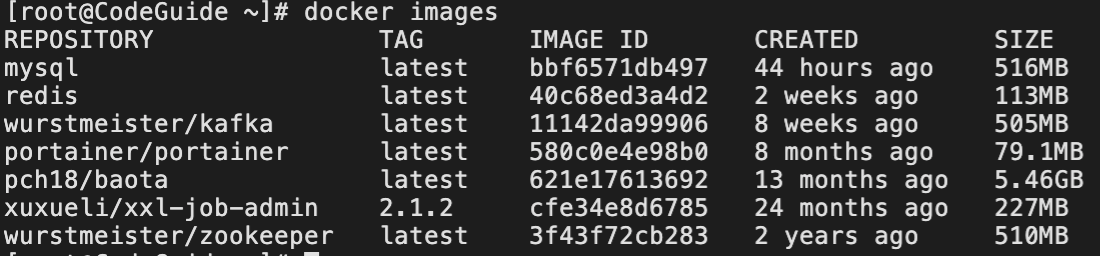 [root@CodeGuide ~]# docker images
REPOSITORY TAG IMAGE ID CREATED SIZE
mysql latest bbf6571db497 44 hours ago 516MB
redis latest 40c68ed3a4d2 2 weeks ago 113MB
wurstmeister/kafka latest 11142da99906 8 weeks ago 505MB
portainer/portainer latest 580c0e4e98b0 8 months ago 79.1MB
pch18/baota latest 621e17613692 13 months ago 5.46GB
xuxueli/xxl-job-admin 2.1.2 cfe34e8d6785 24 months ago 227MB
wurstmeister/zookeeper latest 3f43f72cb283 2 years ago 510MB
[root@CodeGuide ~]#